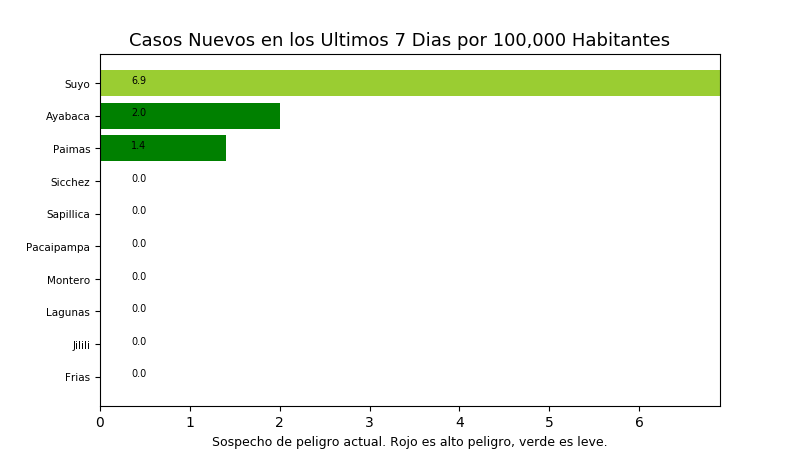 Casos Nuevos en los Ultimos 7 Dias por 100,000 Habitantes
Suyo 6.9
Ayabaca 2.0
Paimas 1.4
Sicchez 0.0
Sapillica 0.0
Pacaipampa 0.0
Montero 0.0
Lagunas 0.0
Jilili 0.0
Frias 0.0
0 1 2 3 4 5 6
Sospecho de peligro actual. Rojo es alto peligro, verde es leve.